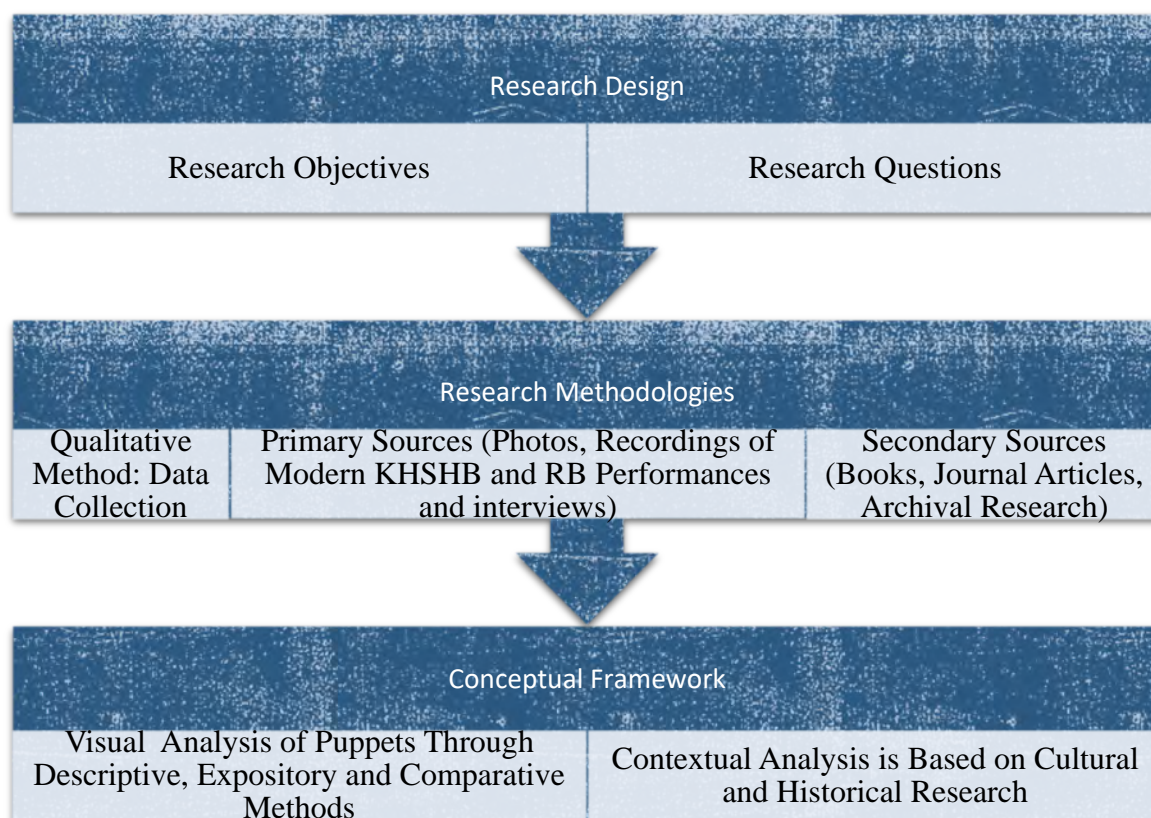 Research Design
Research Objectives
Research Questions
Research Methodologies
Qualitative
Method: Data
Collection
Primary Sources (Photos, Recordings of
Modern KHSHB and RB Performances
and interviews)
Secondary Sources
(Books, Journal Articles,
Archival Research)
Conceptual Framework
Visual Analysis of Puppets Through
Descriptive, Expository and Comparative
Methods
Contextual Analysis is Based on Cultural
and Historical Research